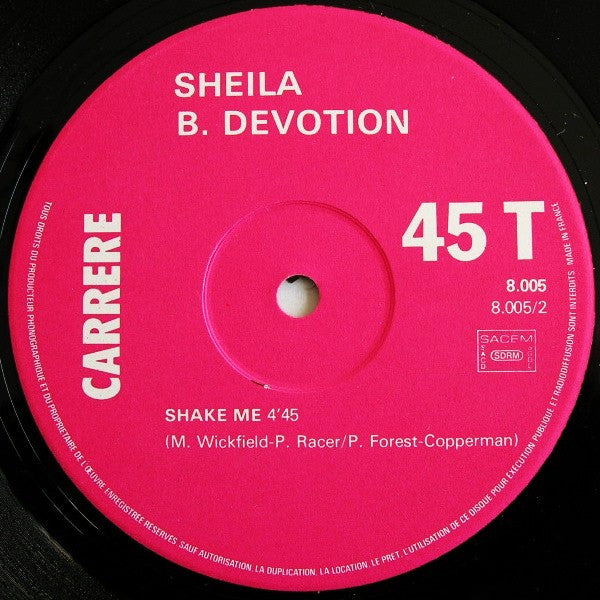 SHEILA
B. DEVOTION
CARRERE
45 T
8.005
8.005/2
SACEM
SACD
SDRM
SHAKE ME 4'45
(M. Wickfield-P. Racer/P. Forest-Copperman)
TOUS DROITS DU PRODUCTEUR PHONOGRAPHIQUE ET DU PROPRIETAIRE DE L'ŒUVRE ENREGISTREE RESERVES. SAUF AUTORISATION, LA DUPLICATION, LA LOCATION, LE PRET, L'UTILISATION DE CE DISQUE POUR EXECUTION PUBLIQUE ET RADIODIFFUSION SONT INTERDITS MADE IN FRANCE